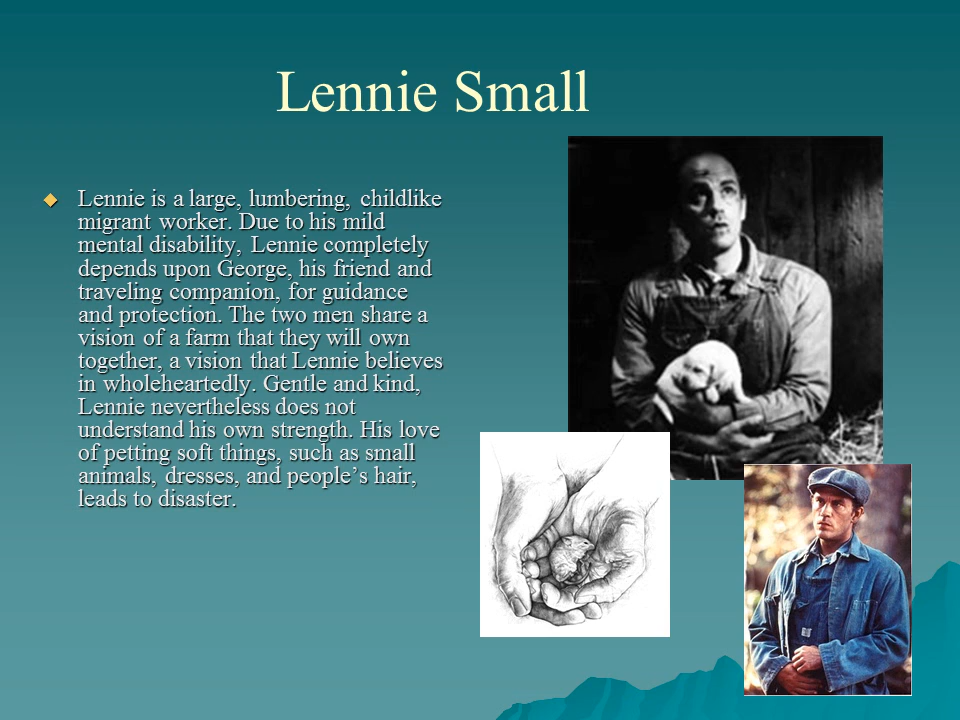 Lennie Small
Lennie is a large, lumbering, childlike
migrant worker. Due to his mild
mental disability, Lennie completely
depends upon George, his friend and
traveling companion, for guidance
and protection. The two men share a
vision of a farm that they will own
together, a vision that Lennie believes
in wholeheartedly. Gentle and kind,
Lennie nevertheless does not
understand his own strength. His love
of petting soft things, such as small
animals, dresses, and people’s hair,
leads to disaster.